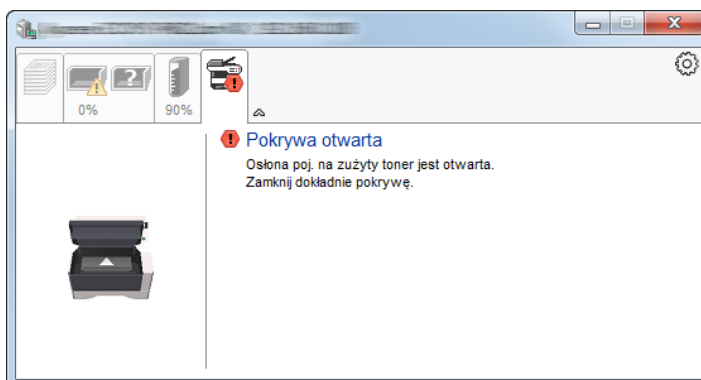 0%
90%
Pokrywa otwarta
Osłona poj. na zużyty toner jest otwarta.
Zamknij dokładnie pokrywę.